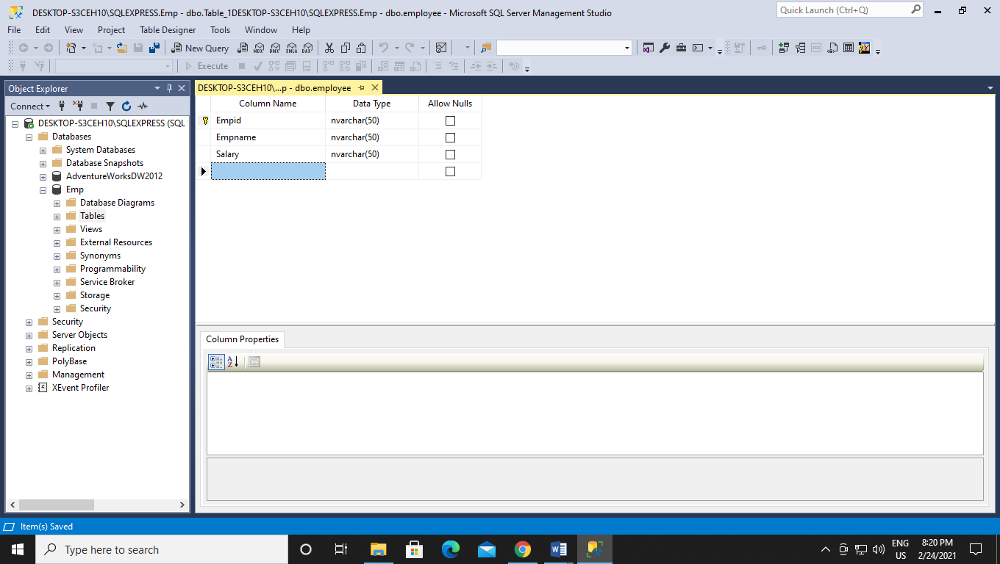 DESKTOP-S3CEH10\SQLEXPRESS.Emp - dbo.Table_1DESKTOP-S3CEH10\SQLEXPRESS.Emp - dbo.employee - Microsoft SQL Server Management Studio
Quick Launch (Ctrl+Q)
File Edit View Project Table Designer Tools Window Help
New Query
MDX DMX XMLA DAX
Execute
Object Explorer
Connect
DESKTOP-S3CEH10\SQLEXPRESS (SQL
Databases
System Databases
Database Snapshots
AdventureWorksDW2012
Emp
Database Diagrams
Tables
Views
External Resources
Synonyms
Programmability
Service Broker
Storage
Security
Security
Server Objects
Replication
PolyBase
Management
XEvent Profiler
DESKTOP-S3CEH10\...p - dbo.employee
Column Name Data Type Allow Nulls
Empid nvarchar(50)
Empname nvarchar(50)
Salary nvarchar(50)
Column Properties
Item(s) Saved
Type here to search
ENG
US
8:20 PM
2/24/2021